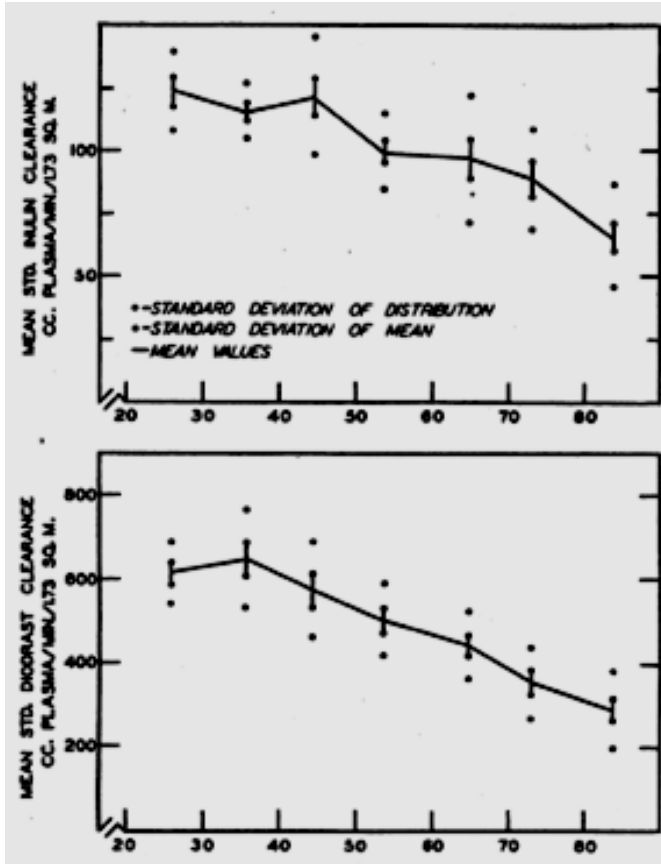 MEAN STD. INULIN CLEARANCE
CC. PLASMA/MIN./1.73 SQ. M.
100
50
•-STANDARD DEVIATION OF DISTRIBUTION
•-STANDARD DEVIATION OF MEAN
—MEAN VALUES
20 30 40 50 60 70 80
MEAN STD. DIODRAST CLEARANCE
CC. PLASMA/MIN./1.73 SQ. M.
800
600
400
200
20 30 40 50 60 70 80